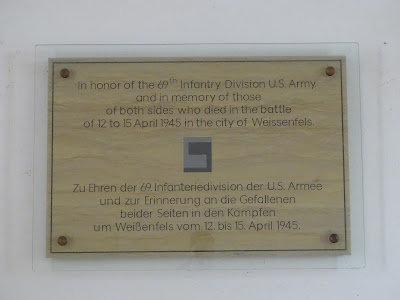 In honor of the 69th Infantry Division U.S. Army
and in memory of those
of both sides who died in the battle
of 12 to 15 April 1945 in the city of Weissenfels
Zu Ehren der 69. Infanteriedivision der U.S. Armee
und zur Erinnerung an die Gefallenen
beider Seiten in den Kämpfen
um Weißenfels vom 12. bis 15. April 1945.